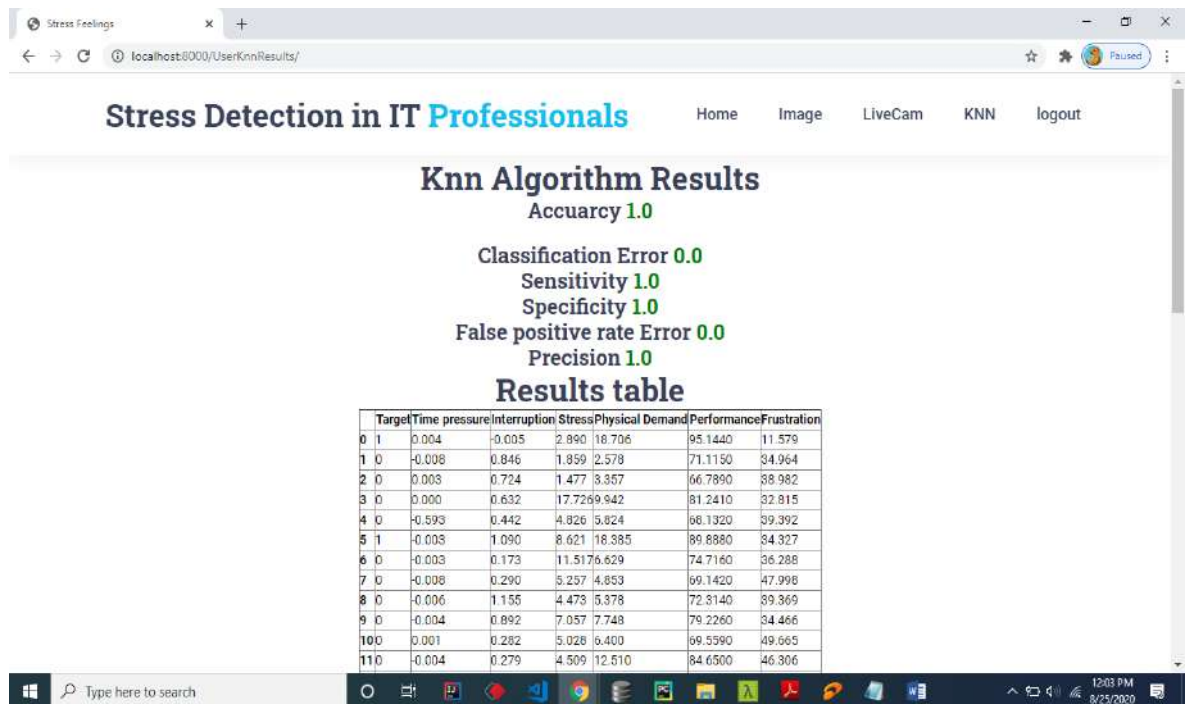 Stress Feelings
localhost:8000/UserKnnResults/
Paused
Stress Detection in IT Professionals
Home Image LiveCam KNN logout
Knn Algorithm Results
Accuarcy 1.0
Classification Error 0.0
Sensitivity 1.0
Specificity 1.0
False positive rate Error 0.0
Precision 1.0
Results table
Target Time pressure Interruption Stress Physical Demand Performance Frustration
0 1 0.004 -0.005 2.890 18.706 95.1440 11.579
1 0 -0.008 0.846 1.859 2.578 71.1150 34.964
2 0 0.003 0.724 1.477 3.357 66.7890 38.982
3 0 0.000 0.632 17.726 9.942 81.2410 32.815
4 0 -0.593 0.442 4.826 5.824 68.1320 39.392
5 1 -0.003 1.090 8.621 18.385 89.8880 34.327
6 0 -0.003 0.173 11.517 6.629 74.7160 36.288
7 0 -0.008 0.290 5.257 4.853 69.1420 47.998
8 0 -0.006 1.155 4.473 5.378 72.3140 39.369
9 0 -0.004 0.892 7.057 7.748 79.2260 34.466
10 0 0.001 0.282 5.028 6.400 69.5590 49.665
11 0 -0.004 0.279 4.509 12.510 84.6500 46.306
Type here to search
12:03 PM
8/25/2020